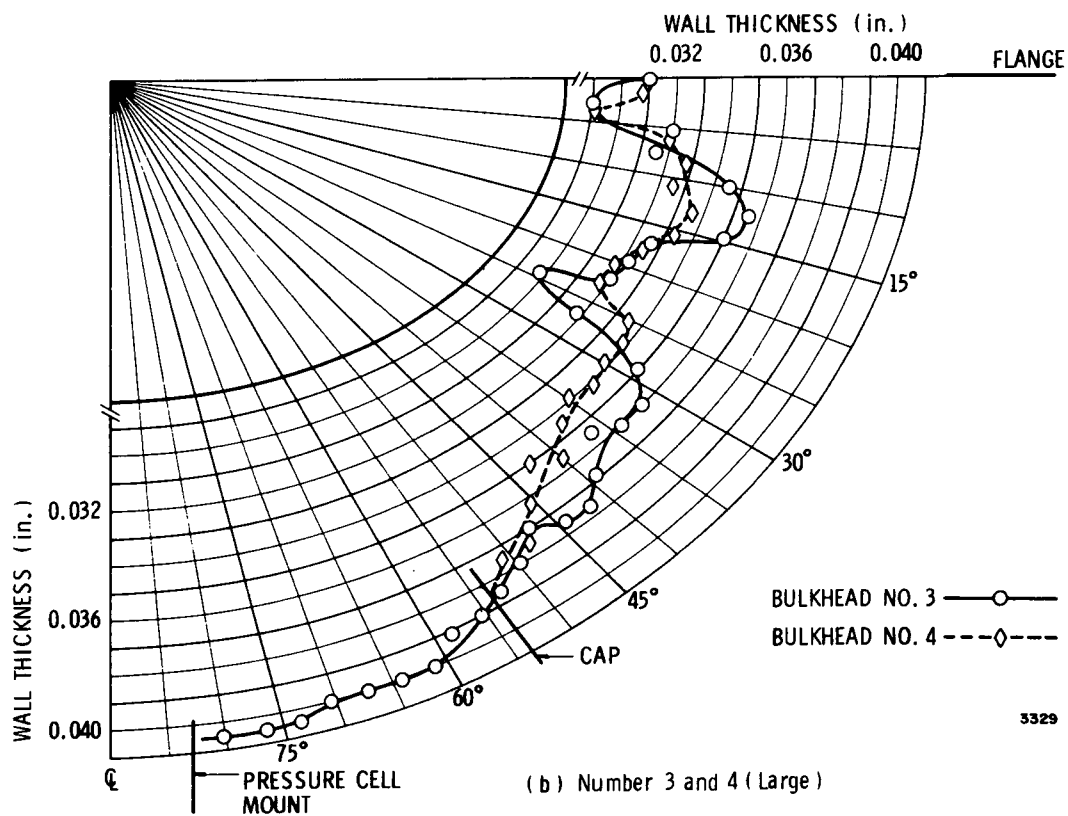 WALL THICKNESS (in.)
0.032 0.036 0.040
FLANGE
15°
30°
45°
60°
75°
WALL THICKNESS (in.)
0.032
0.036
0.040
BULKHEAD NO. 3
BULKHEAD NO. 4
CAP
3329
℄
PRESSURE CELL
MOUNT
(b) Number 3 and 4 (Large)